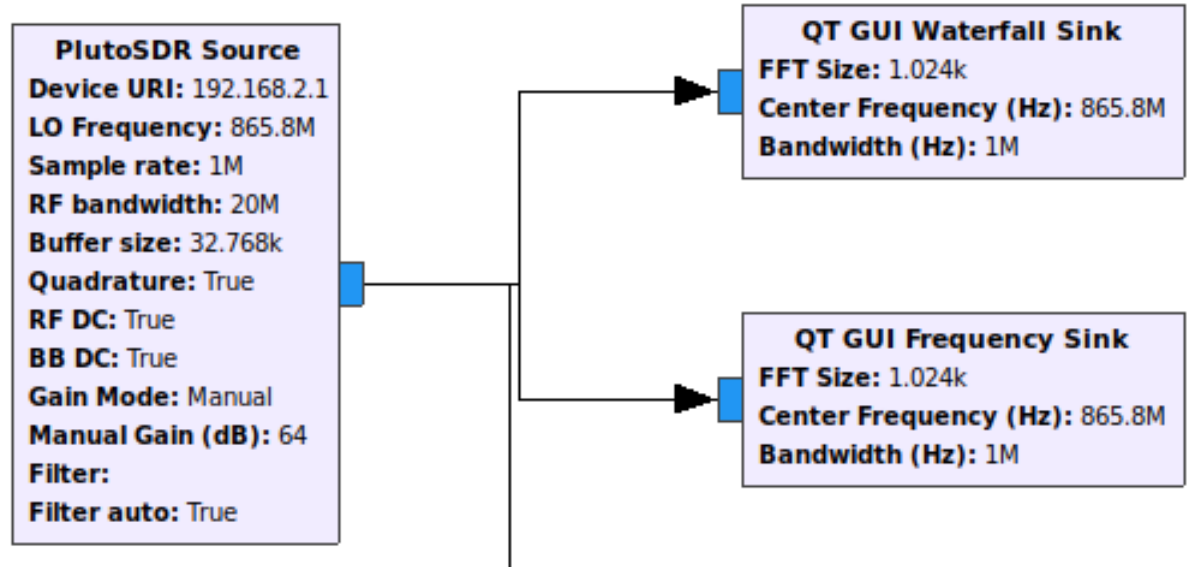 PlutoSDR Source
Device URI: 192.168.2.1
LO Frequency: 865.8M
Sample rate: 1M
RF bandwidth: 20M
Buffer size: 32.768k
Quadrature: True
RF DC: True
BB DC: True
Gain Mode: Manual
Manual Gain (dB): 64
Filter:
Filter auto: True
QT GUI Waterfall Sink
FFT Size: 1.024k
Center Frequency (Hz): 865.8M
Bandwidth (Hz): 1M
QT GUI Frequency Sink
FFT Size: 1.024k
Center Frequency (Hz): 865.8M
Bandwidth (Hz): 1M